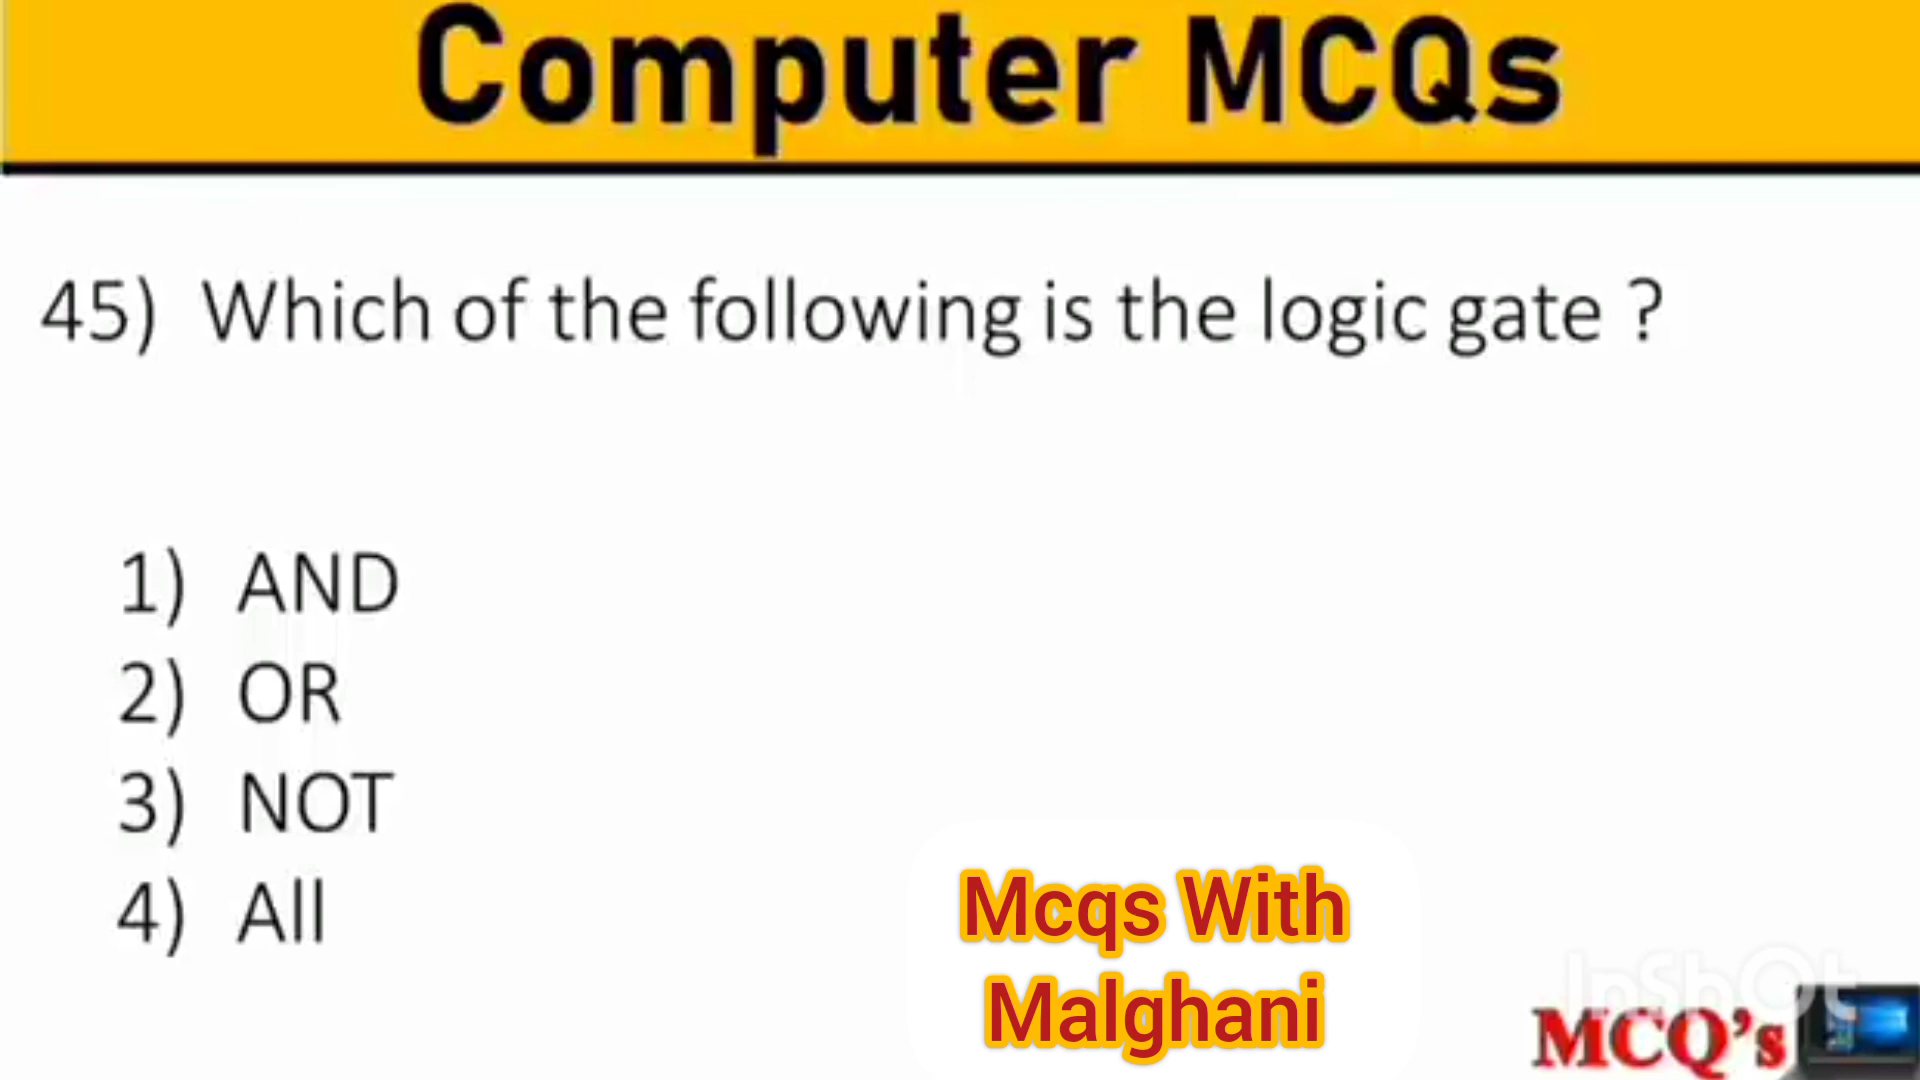 Computer MCQs
45) Which of the following is the logic gate ?
1) AND
2) OR
3) NOT
4) All
Mcqs With
Malghani
InShOt
MCQ's